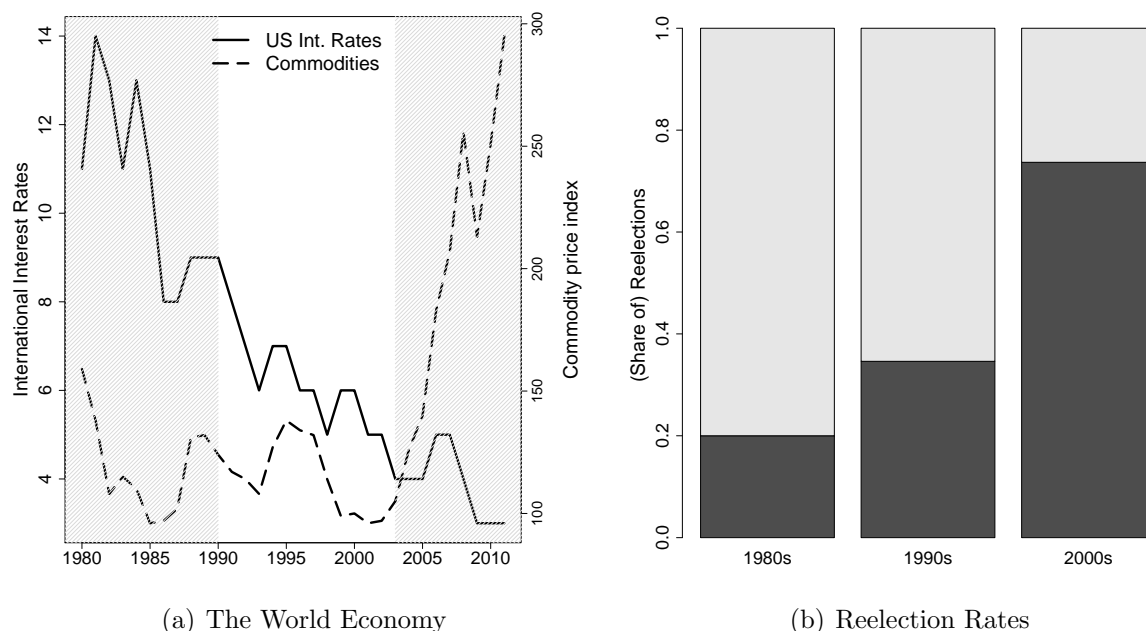 14
12
10
8
6
4
International Interest Rates
US Int. Rates
Commodities
300
250
200
150
100
Commodity price index
1980
1985
1990
1995
2000
2005
2010
(a) The World Economy
1.0
0.8
0.6
0.4
0.2
0.0
(Share of) Reelections
1980s
1990s
2000s
(b) Reelection Rates